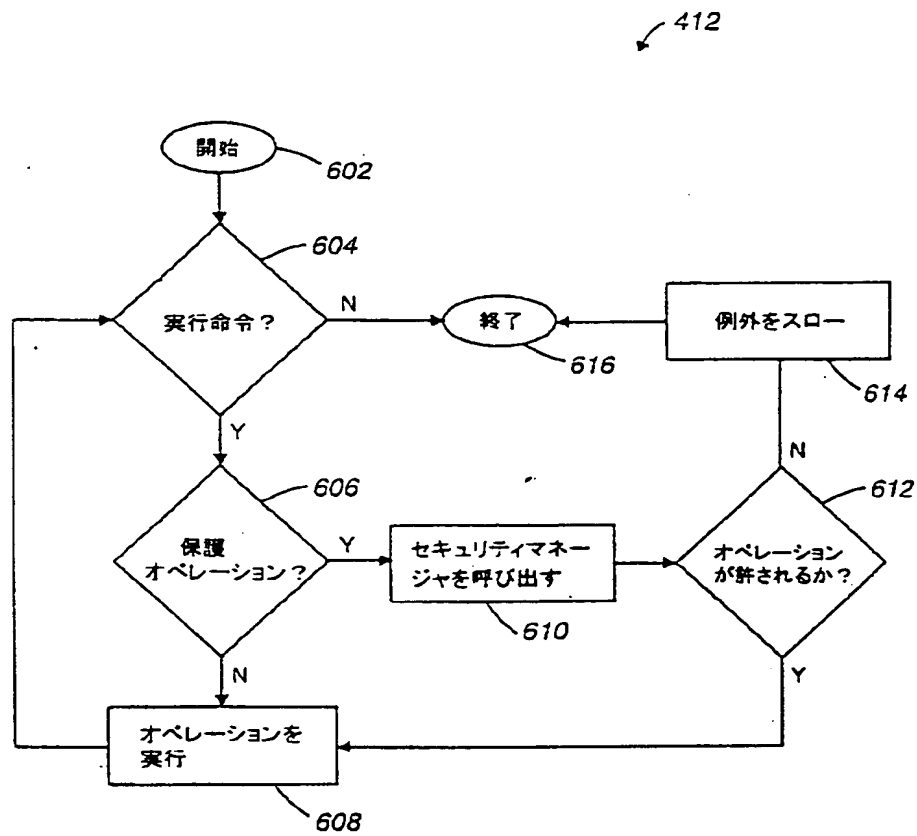 412
開始
602
604
実行命令？
N
終了
616
例外をスロー
614
Y
606
保護
オペレーション？
Y
セキュリティマネー
ジャを呼び出す
610
N
612
オペレーション
が許されるか？
N
Y
オペレーションを
実行
608